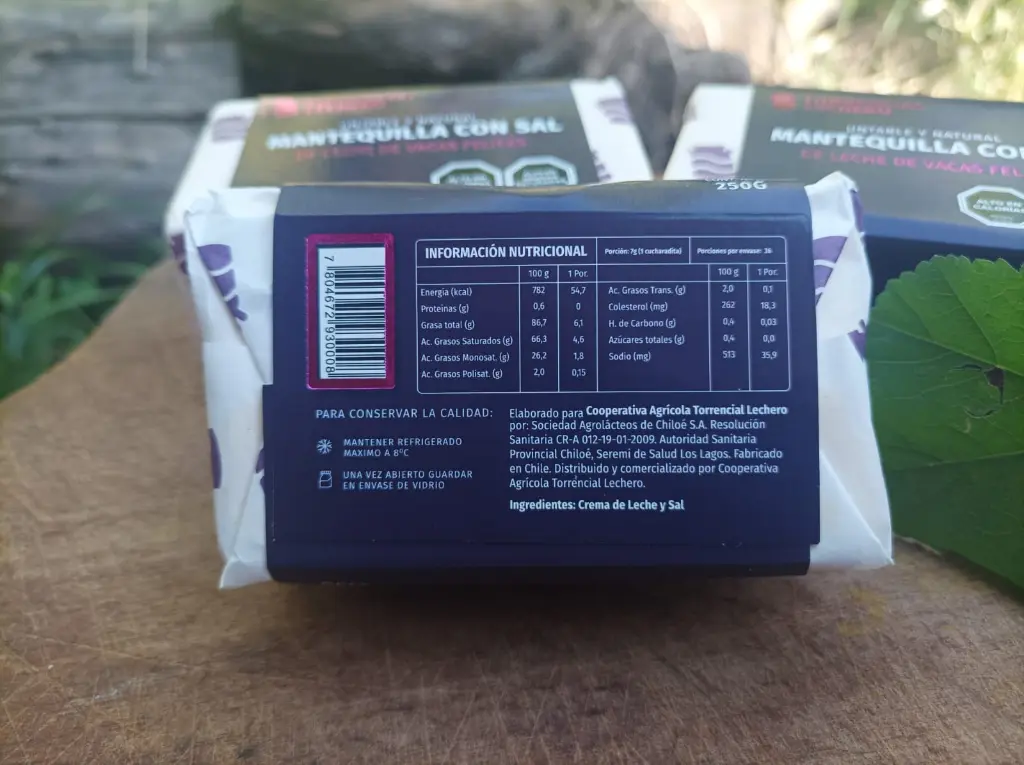 MANTEQUILLA CON SAL
DE LECHE DE VACAS FELICES
UNTABLE Y NATURAL
MANTEQUILLA CON
DE LECHE DE VACAS FEL
ALTO EN
CALORÍAS
250G
7 804672 930008
INFORMACIÓN NUTRICIONAL
Porción: 7g (1 cucharadita)
Porciones por envase: 36
100 g 1 Por. 100 g 1 Por.
Energía (kcal) 782 54,7 Ac. Grasos Trans. (g) 2,0 0,1
Proteínas (g) 0,6 0 Colesterol (mg) 262 18,3
Grasa total (g) 86,7 6,1 H. de Carbono (g) 0,4 0,03
Ac. Grasos Saturados (g) 66,3 4,6 Azúcares totales (g) 0,4 0,0
Ac. Grasos Monosat. (g) 26,2 1,8 Sodio (mg) 513 35,9
Ac. Grasos Polisat. (g) 2,0 0,15
PARA CONSERVAR LA CALIDAD:
MANTENER REFRIGERADO
MAXIMO A 8°C
UNA VEZ ABIERTO GUARDAR
EN ENVASE DE VIDRIO
Elaborado para Cooperativa Agrícola Torrencial Lechero
por: Sociedad Agrolácteos de Chiloé S.A. Resolución
Sanitaria CR-A 012-19-01-2009. Autoridad Sanitaria
Provincial Chiloé, Seremi de Salud Los Lagos. Fabricado
en Chile. Distribuido y comercializado por Cooperativa
Agrícola Torrencial Lechero.
Ingredientes: Crema de Leche y Sal